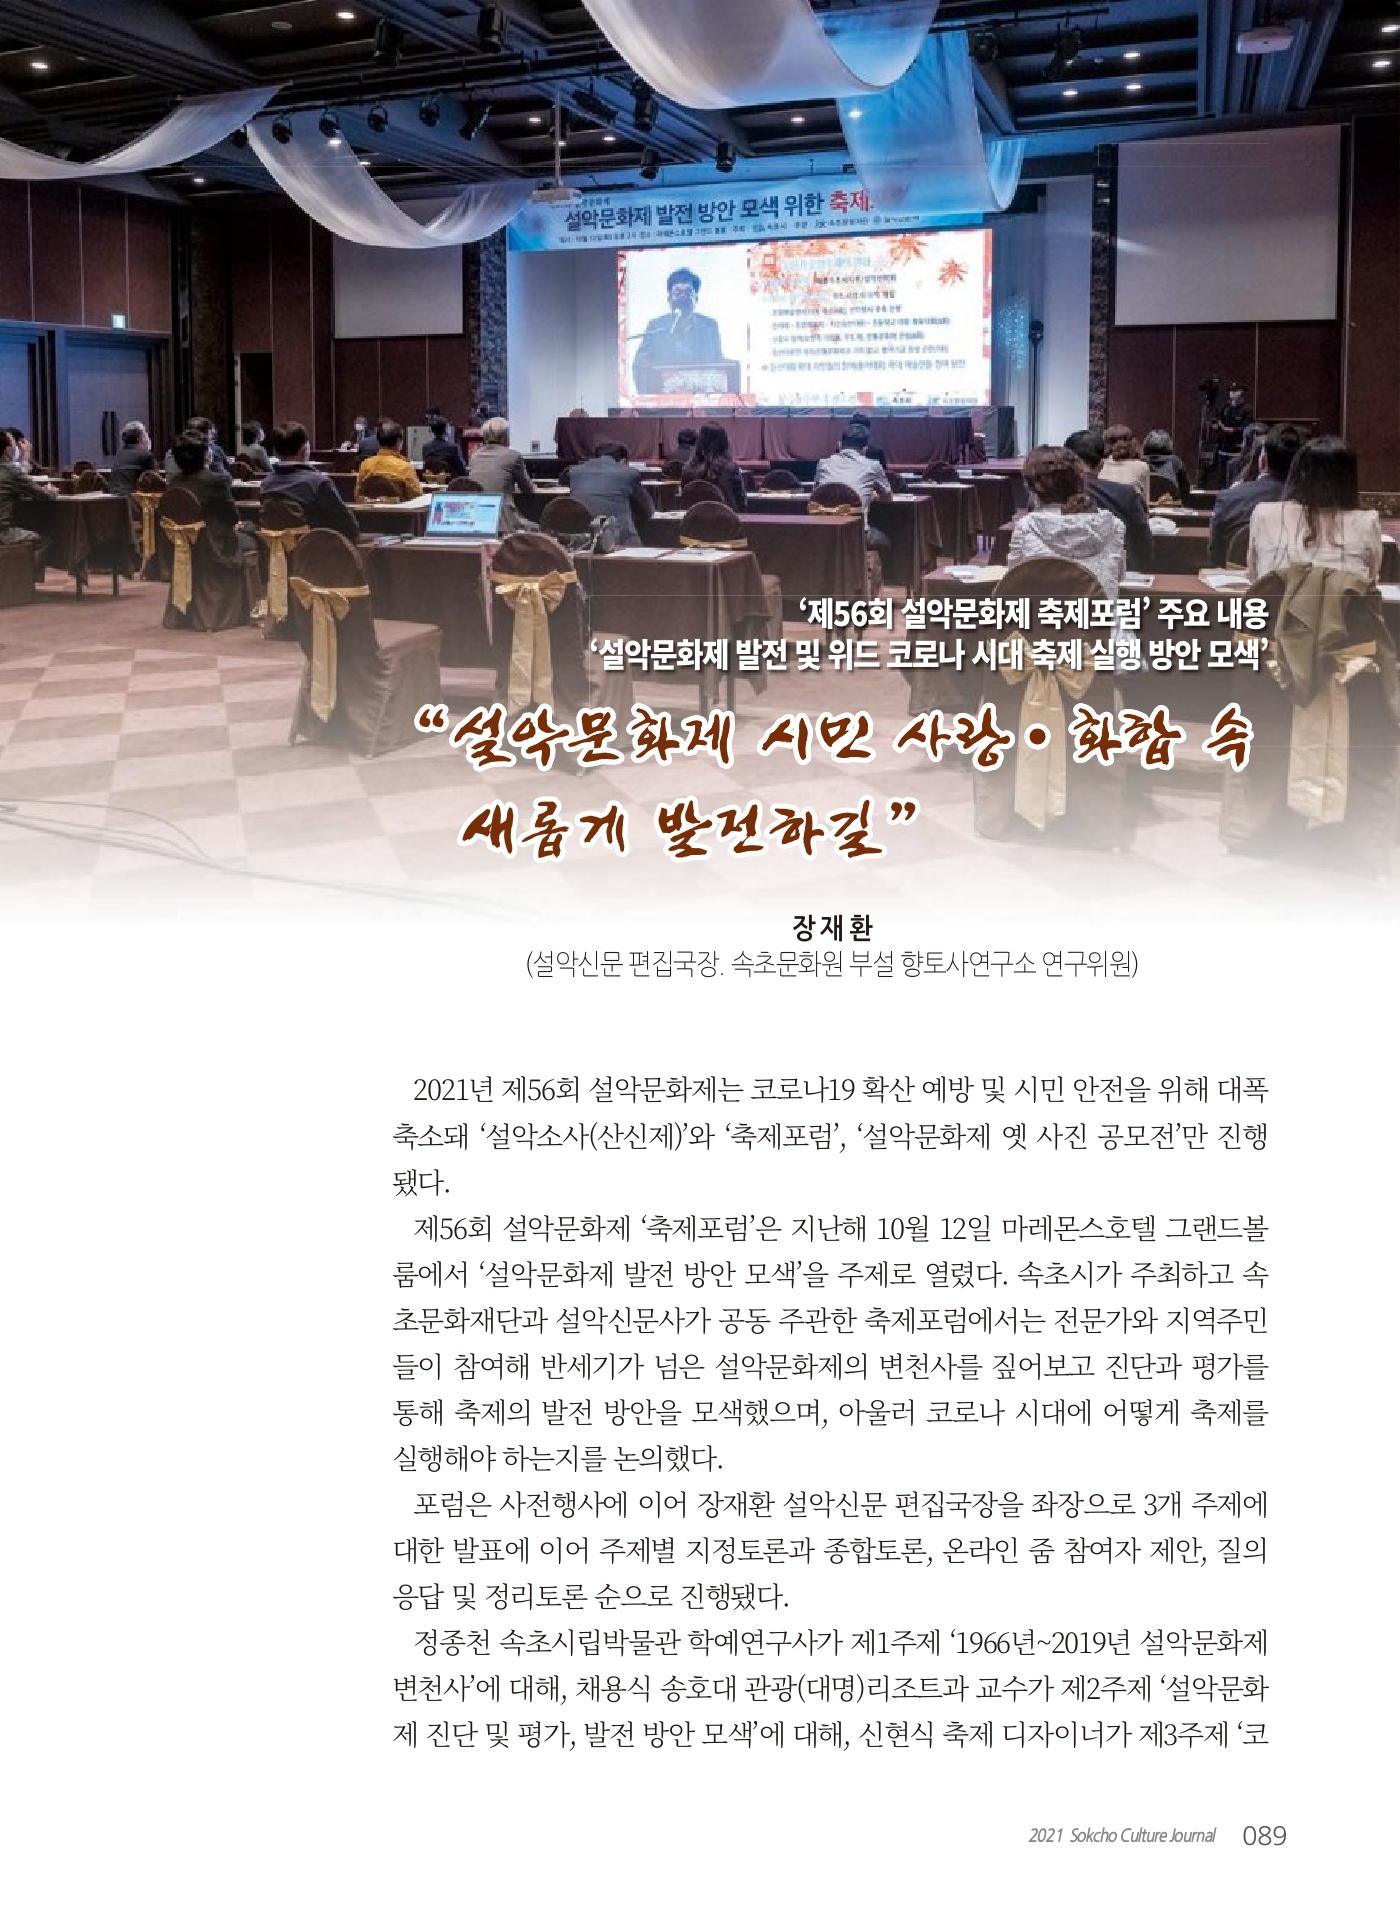 설악문화제 발전 방안 모색 위한 축제
‘제56회 설악문화제 축제포럼’ 주요 내용
‘설악문화제 발전 및 위드 코로나 시대 축제 실행 방안 모색’
“설악문화제 시민 사랑•화합 속
새롭게 발전하길”
장재환
(설악신문 편집국장. 속초문화원 부설 향토사연구소 연구위원)
2021년 제56회 설악문화제는 코로나19 확산 예방 및 시민 안전을 위해 대폭
축소돼 ‘설악소사(산신제)’와 ‘축제포럼’, ‘설악문화제 옛 사진 공모전’만 진행
됐다.
제56회 설악문화제 ‘축제포럼’은 지난해 10월 12일 마레몬스호텔 그랜드볼
룸에서 ‘설악문화제 발전 방안 모색’을 주제로 열렸다. 속초시가 주최하고 속
초문화재단과 설악신문사가 공동 주관한 축제포럼에서는 전문가와 지역주민
들이 참여해 반세기가 넘은 설악문화제의 변천사를 짚어보고 진단과 평가를
통해 축제의 발전 방안을 모색했으며, 아울러 코로나 시대에 어떻게 축제를
실행해야 하는지를 논의했다.
포럼은 사전행사에 이어 장재환 설악신문 편집국장을 좌장으로 3개 주제에
대한 발표에 이어 주제별 지정토론과 종합토론, 온라인 줌 참여자 제안, 질의
응답 및 정리토론 순으로 진행됐다.
정종천 속초시립박물관 학예연구사가 제1주제 ‘1966년~2019년 설악문화제
변천사’에 대해, 채용식 송호대 관광(대명)리조트과 교수가 제2주제 ‘설악문화
제 진단 및 평가, 발전 방안 모색’에 대해, 신현식 축제 디자이너가 제3주제 ‘코
2021 Sokcho Culture Journal 089